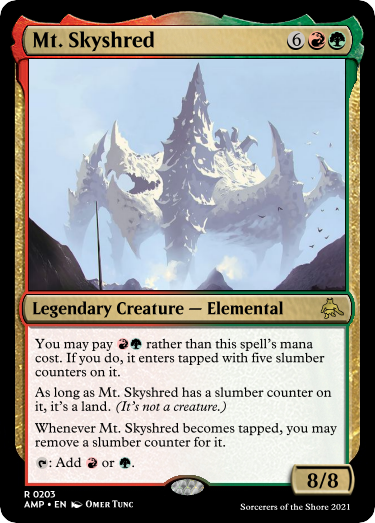 Mt. Skyshred 6
Legendary Creature — Elemental
You may pay rather than this spell's mana
cost. If you do, it enters tapped with five slumber
counters on it.
As long as Mt. Skyshred has a slumber counter on
it, it's a land. (It's not a creature.)
Whenever Mt. Skyshred becomes tapped, you may
remove a slumber counter for it.
: Add or .
8/8
R 0203
AMP • EN Omer Tunc
Sorcerers of the Shore 2021